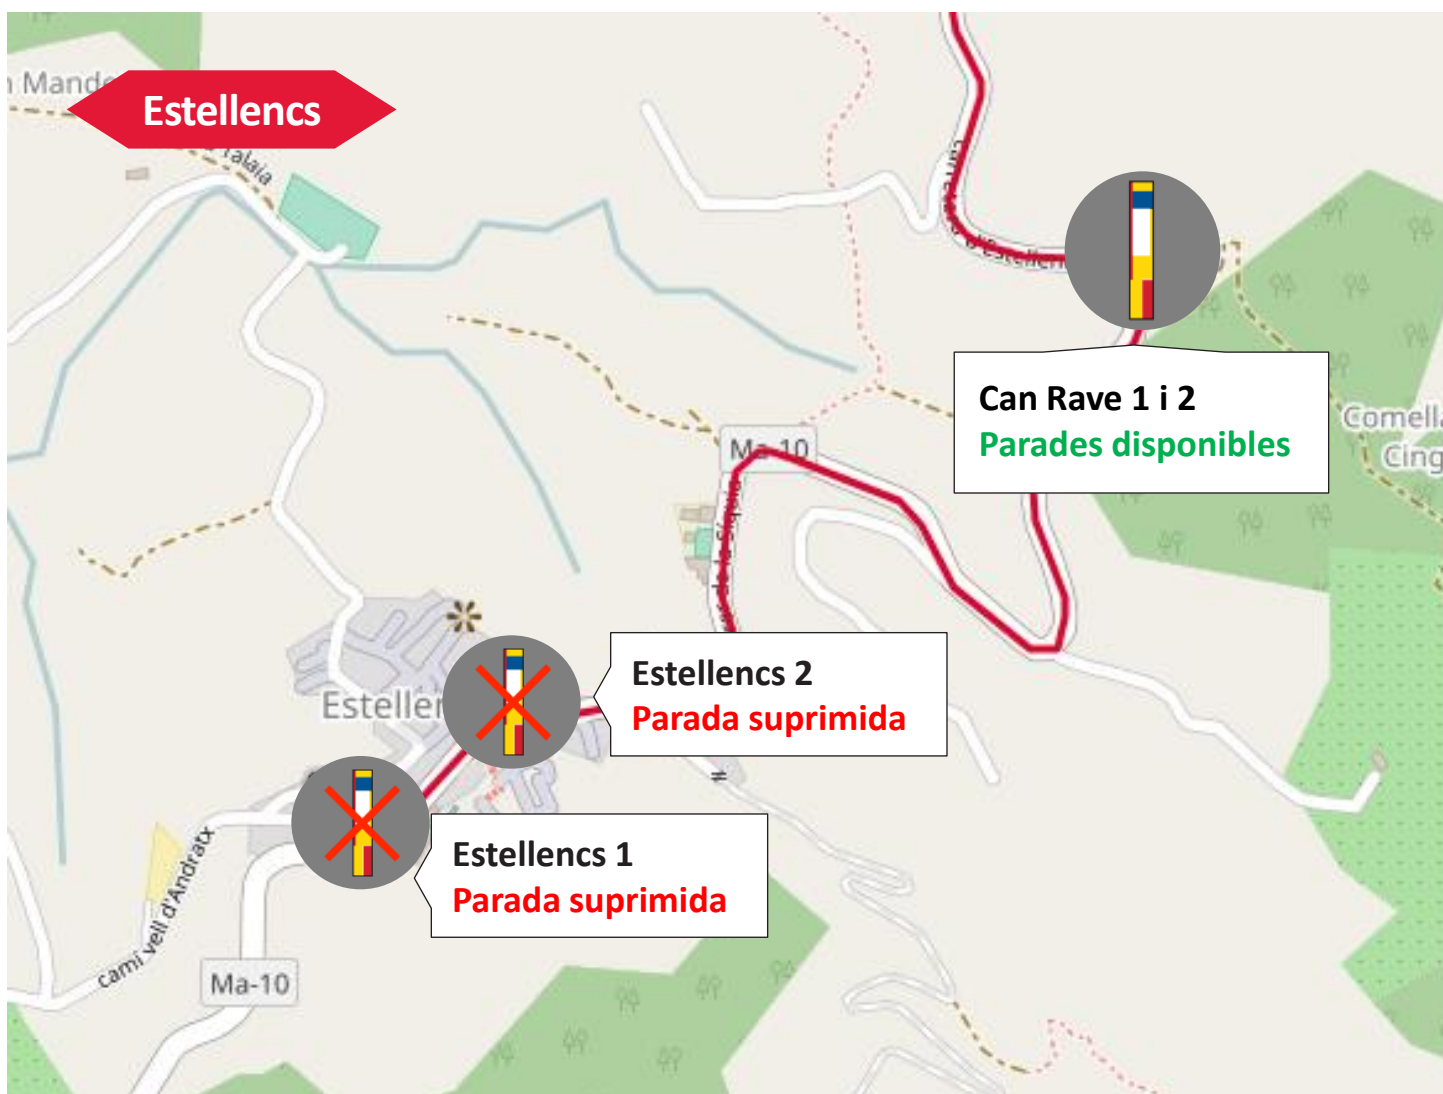 Estellencs
Talaia
Can Rave 1 i 2
Parades disponibles
Ma-10
Estellencs 2
Parada suprimida
Estellencs 1
Parada suprimida
camí vell d'Andratx
Ma-10